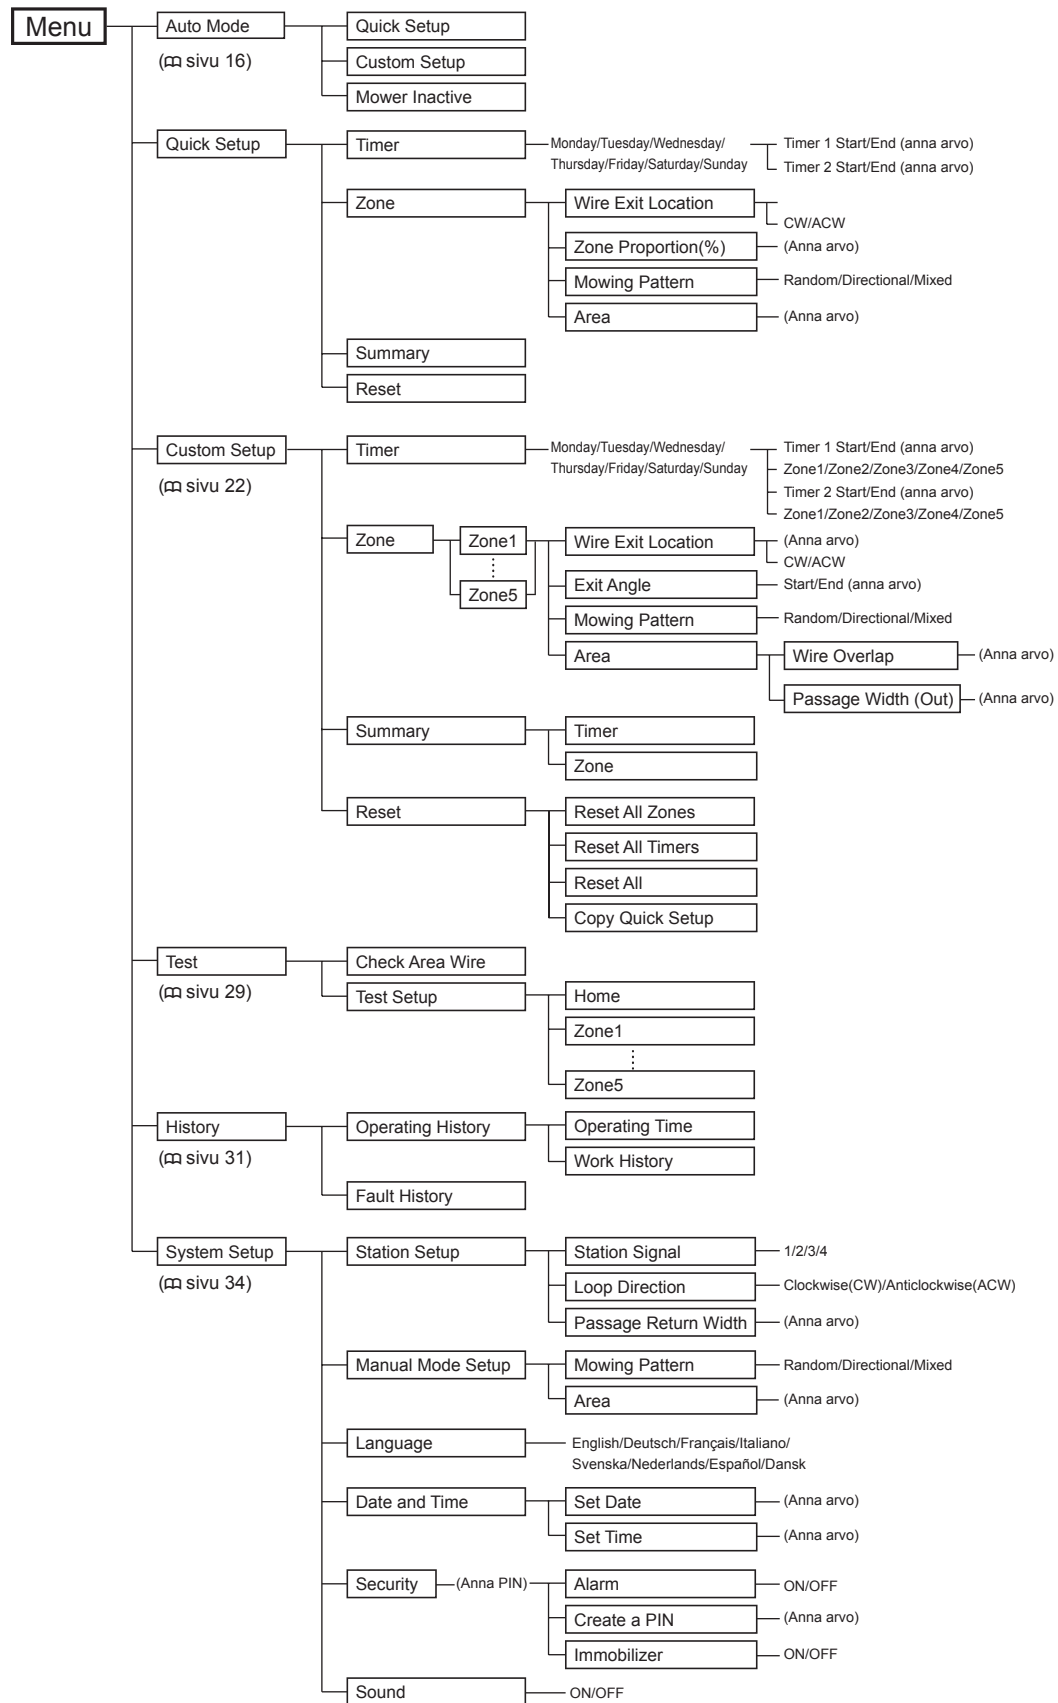 Menu
Auto Mode
(sivu 16)
Quick Setup
Custom Setup
Mower Inactive
Quick Setup
Timer
Monday/Tuesday/Wednesday/
Thursday/Friday/Saturday/Sunday
Timer 1 Start/End (anna arvo)
Timer 2 Start/End (anna arvo)
Zone
Wire Exit Location
CW/ACW
Zone Proportion(%)
(Anna arvo)
Mowing Pattern
Random/Directional/Mixed
Area
(Anna arvo)
Summary
Reset
Custom Setup
(sivu 22)
Timer
Monday/Tuesday/Wednesday/
Thursday/Friday/Saturday/Sunday
Timer 1 Start/End (anna arvo)
Zone1/Zone2/Zone3/Zone4/Zone5
Timer 2 Start/End (anna arvo)
Zone1/Zone2/Zone3/Zone4/Zone5
Zone
Zone1
Zone5
Wire Exit Location
(Anna arvo)
CW/ACW
Exit Angle
Start/End (anna arvo)
Mowing Pattern
Random/Directional/Mixed
Area
Wire Overlap
(Anna arvo)
Passage Width (Out)
(Anna arvo)
Summary
Timer
Zone
Reset
Reset All Zones
Reset All Timers
Reset All
Copy Quick Setup
Test
(sivu 29)
Check Area Wire
Test Setup
Home
Zone1
Zone5
History
(sivu 31)
Operating History
Operating Time
Work History
Fault History
System Setup
(sivu 34)
Station Setup
Station Signal
1/2/3/4
Loop Direction
Clockwise(CW)/Anticlockwise(ACW)
Passage Return Width
(Anna arvo)
Manual Mode Setup
Mowing Pattern
Random/Directional/Mixed
Area
(Anna arvo)
Language
English/Deutsch/Français/Italiano/
Svenska/Nederlands/Español/Dansk
Date and Time
Set Date
(Anna arvo)
Set Time
(Anna arvo)
Security
(Anna PIN)
Alarm
ON/OFF
Create a PIN
(Anna arvo)
Immobilizer
ON/OFF
Sound
ON/OFF